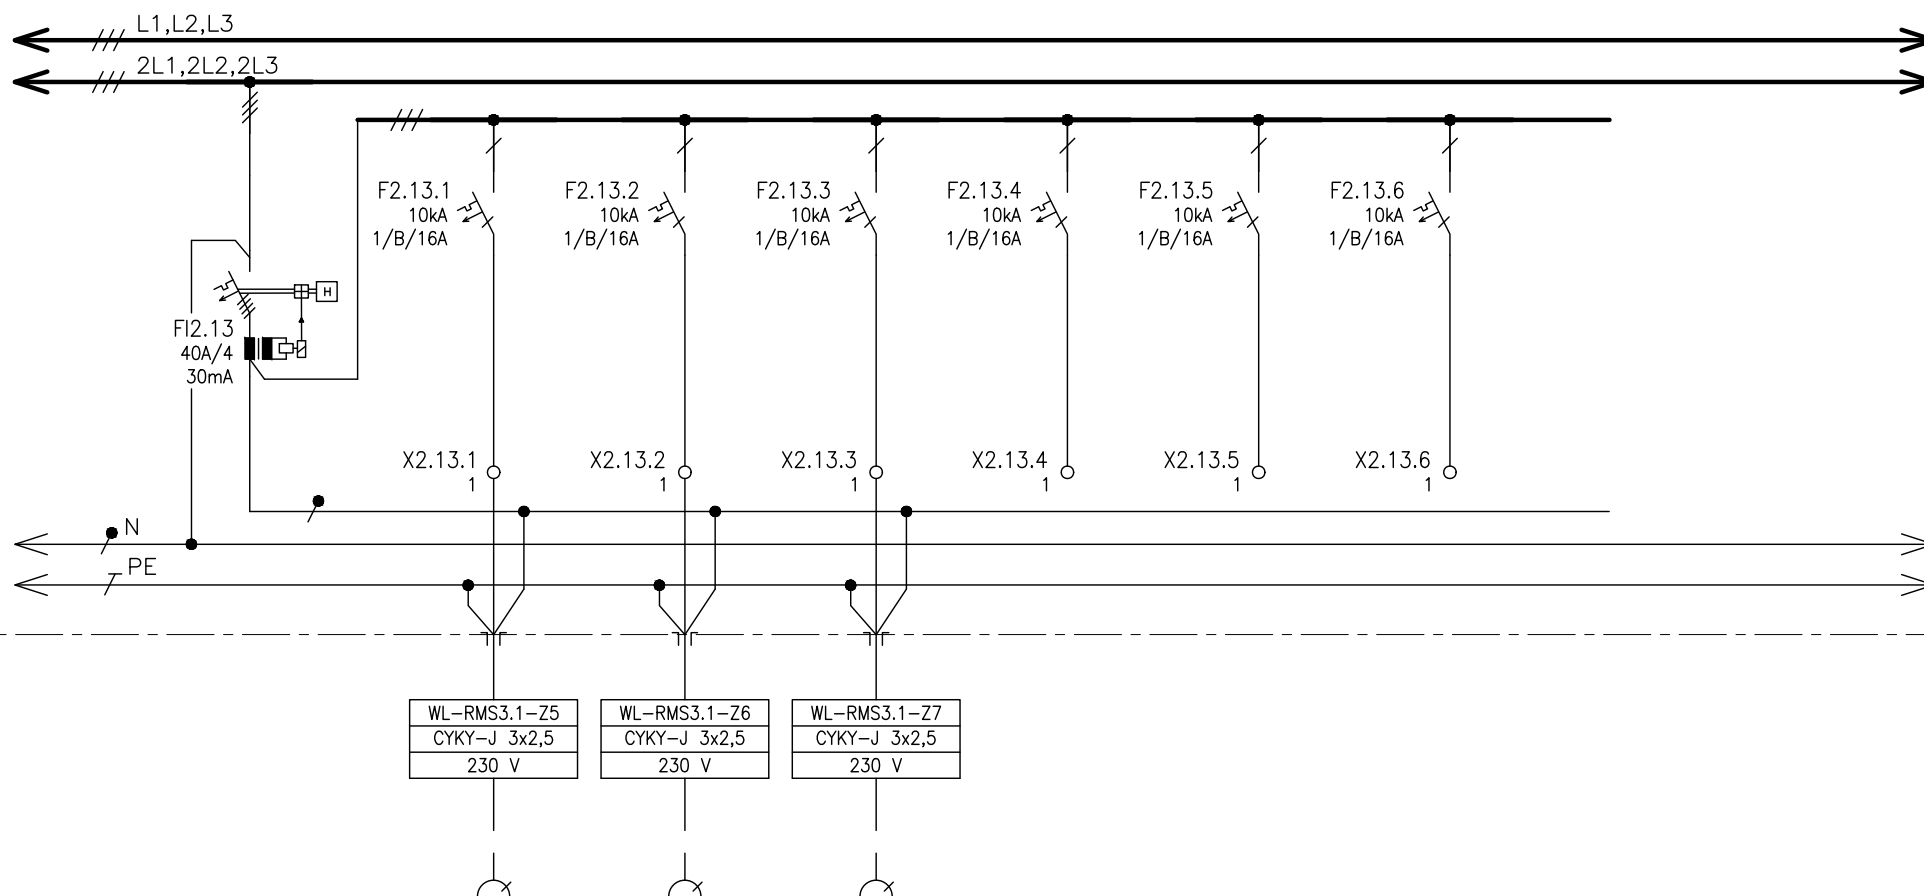 L1,L2,L3
2L1,2L2,2L3
F2.13.1
10kA
1/B/16A
F2.13.2
10kA
1/B/16A
F2.13.3
10kA
1/B/16A
F2.13.4
10kA
1/B/16A
F2.13.5
10kA
1/B/16A
F2.13.6
10kA
1/B/16A
H
FI2.13
40A/4
30mA
X2.13.1
1
X2.13.2
1
X2.13.3
1
X2.13.4
1
X2.13.5
1
X2.13.6
1
N
PE
WL-RMS3.1-Z5
CYKY-J 3x2,5
230 V
WL-RMS3.1-Z6
CYKY-J 3x2,5
230 V
WL-RMS3.1-Z7
CYKY-J 3x2,5
230 V